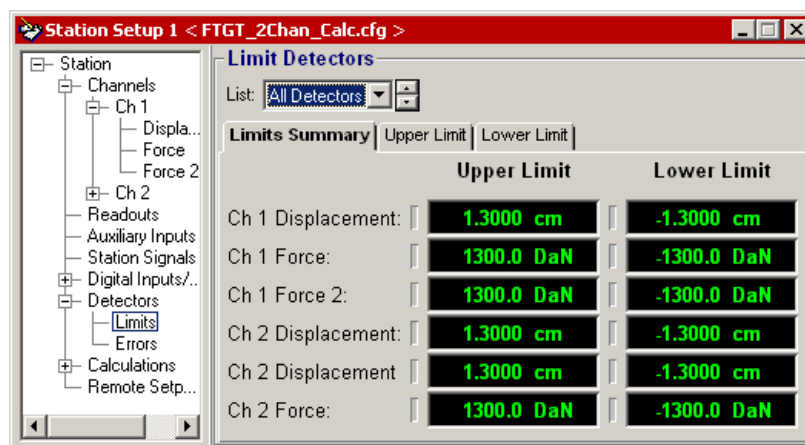 Station Setup 1 < FTGT_2Chan_Calc.cfg >
Station
Channels
Ch 1
Displa...
Force
Force 2
Ch 2
Readouts
Auxiliary Inputs
Station Signals
Digital Inputs/..
Detectors
Limits
Errors
Calculations
Remote Setp...
Limit Detectors
List: All Detectors
Limits Summary Upper Limit Lower Limit
Upper Limit Lower Limit
Ch 1 Displacement: 1.3000 cm -1.3000 cm
Ch 1 Force: 1300.0 DaN -1300.0 DaN
Ch 1 Force 2: 1300.0 DaN -1300.0 DaN
Ch 2 Displacement: 1.3000 cm -1.3000 cm
Ch 2 Displacement 1.3000 cm -1.3000 cm
Ch 2 Force: 1300.0 DaN -1300.0 DaN